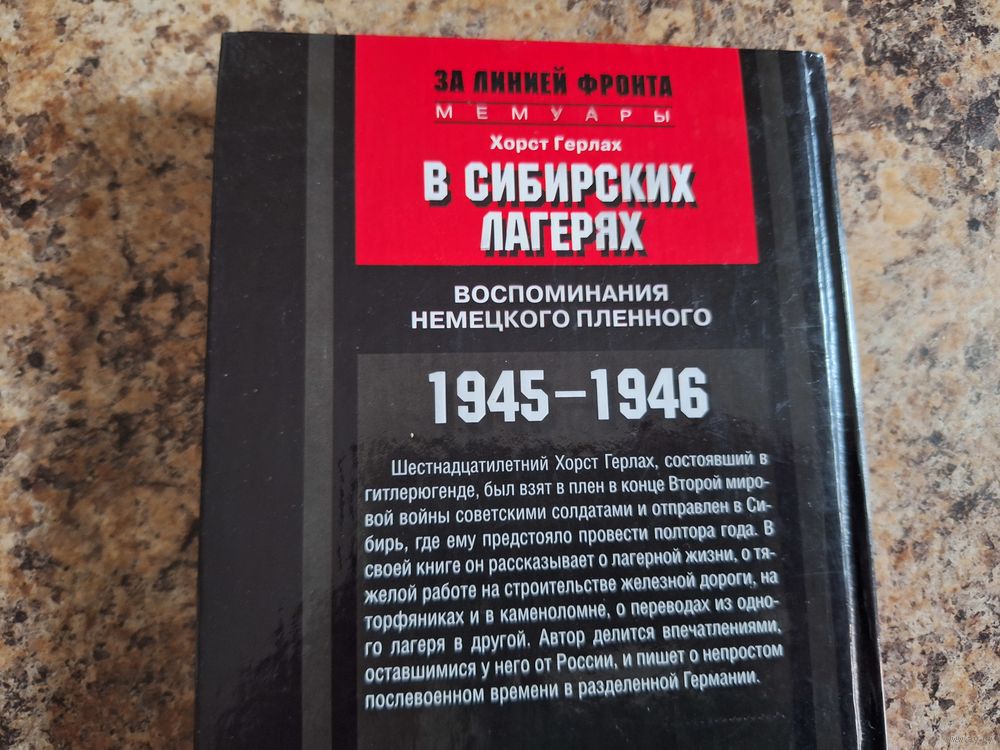 ЗА ЛИНИЕЙ ФРОНТА
МЕМУАРЫ
Хорст Герлах
В СИБИРСКИХ
ЛАГЕРЯХ
ВОСПОМИНАНИЯ
НЕМЕЦКОГО ПЛЕННОГО
1945–1946
Шестнадцатилетний Хорст Герлах, состоявший в
гитлерюгенде, был взят в плен в конце Второй миро-
вой войны советскими солдатами и отправлен в Си-
бирь, где ему предстояло провести полтора года. В
своей книге он рассказывает о лагерной жизни, о тя-
желой работе на строительстве железной дороги, на
торфяниках и в каменоломне, о переводах из одно-
го лагеря в другой. Автор делится впечатлениями,
оставшимися у него от России, и пишет о непростом
послевоенном времени в разделенной Германии.